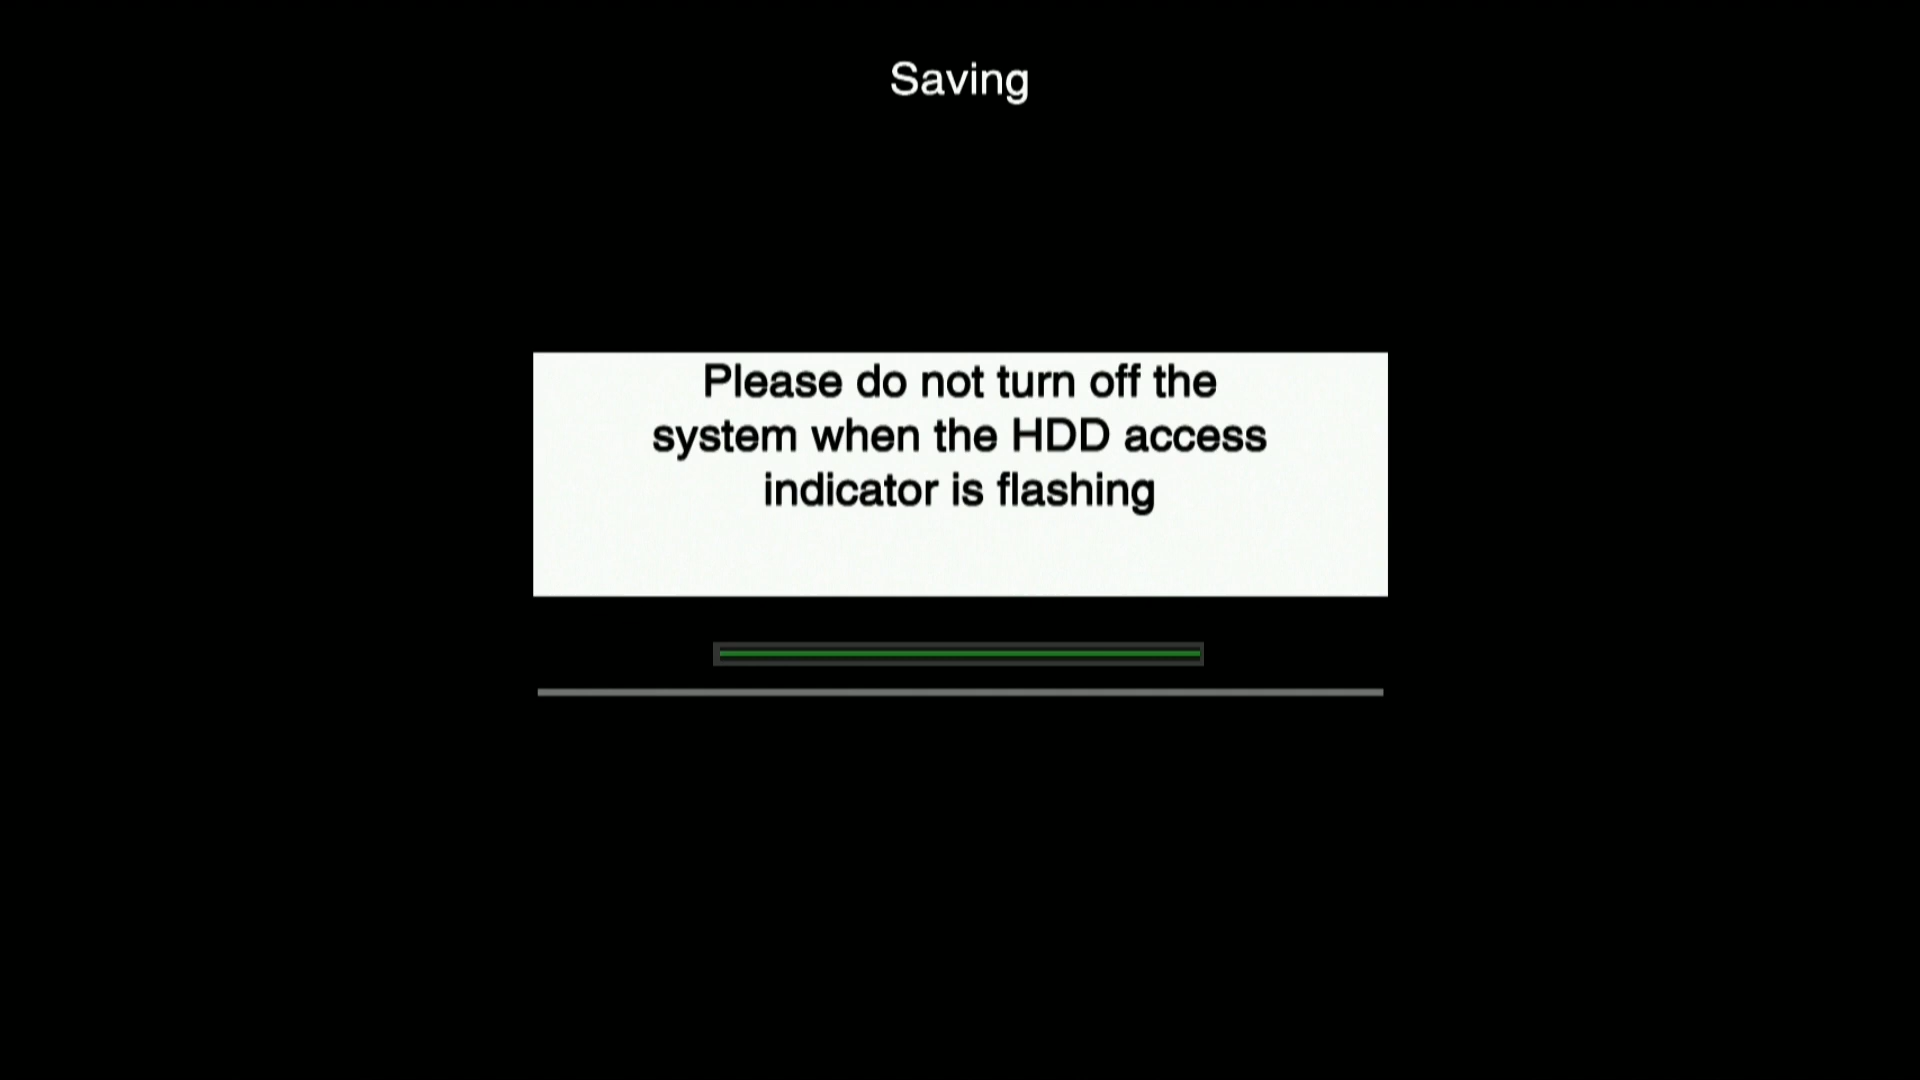 Saving
Please do not turn off the
system when the HDD access
indicator is flashing